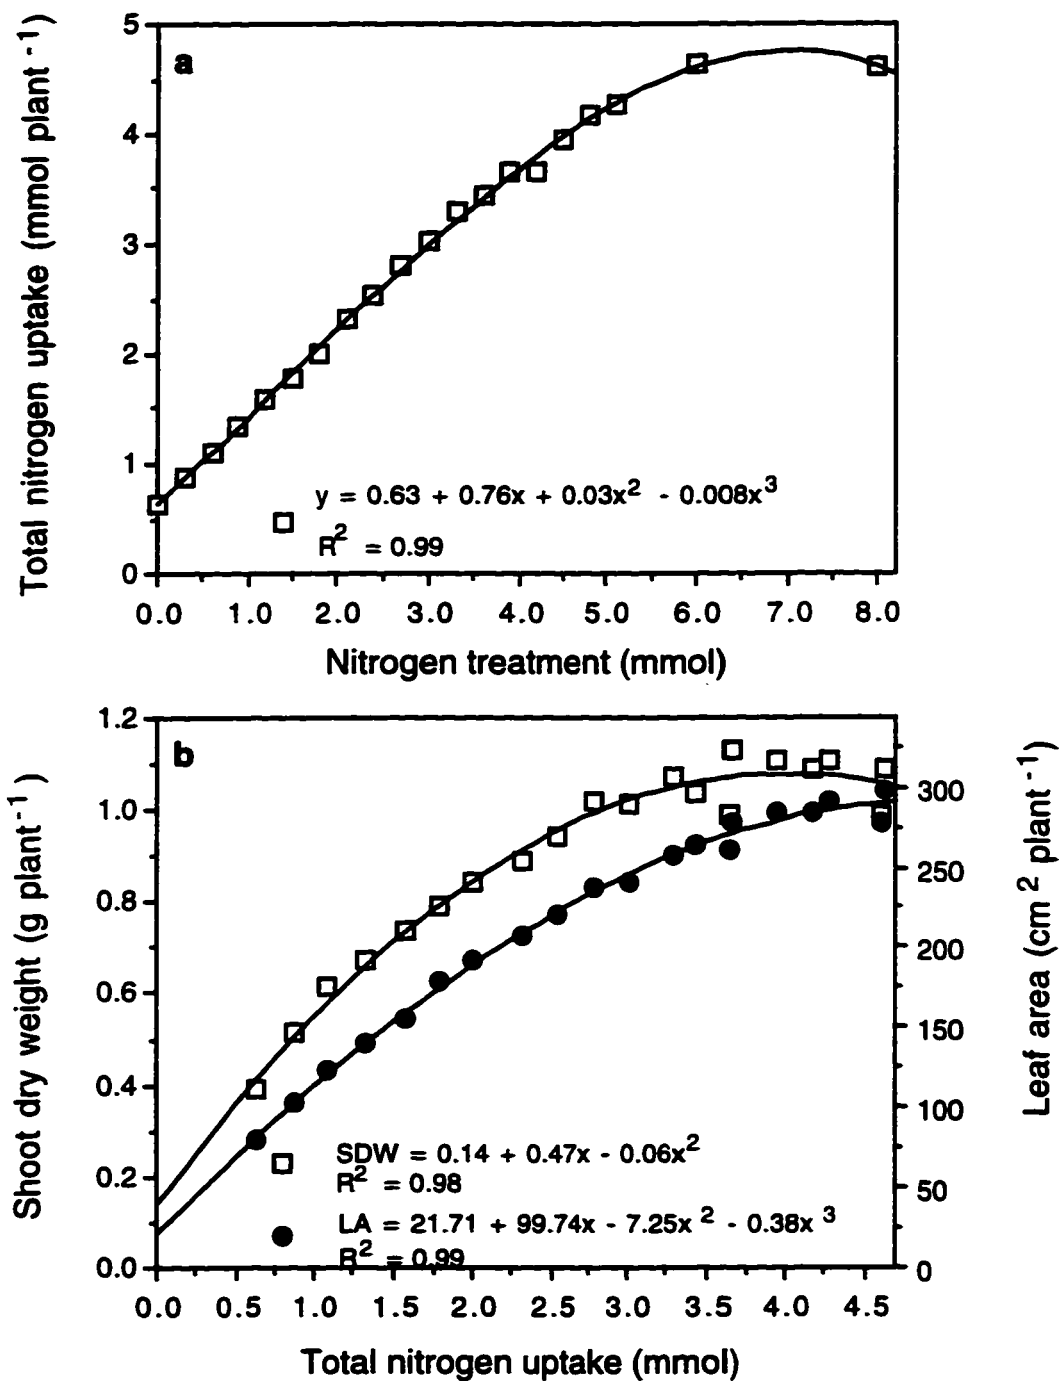 a
Total nitrogen uptake (mmol plant -1)
5
4
3
2
1
0
y = 0.63 + 0.76x + 0.03x2 - 0.008x3
R2 = 0.99
0.0 1.0 2.0 3.0 4.0 5.0 6.0 7.0 8.0
Nitrogen treatment (mmol)
b
Shoot dry weight (g plant-1)
1.2
1.0
0.8
0.6
0.4
0.2
0.0
Leaf area (cm2 plant-1)
300
250
200
150
100
50
0
SDW = 0.14 + 0.47x - 0.06x2
R2 = 0.98
LA = 21.71 + 99.74x - 7.25x2 - 0.38x3
R2 = 0.99
0.0 0.5 1.0 1.5 2.0 2.5 3.0 3.5 4.0 4.5
Total nitrogen uptake (mmol)